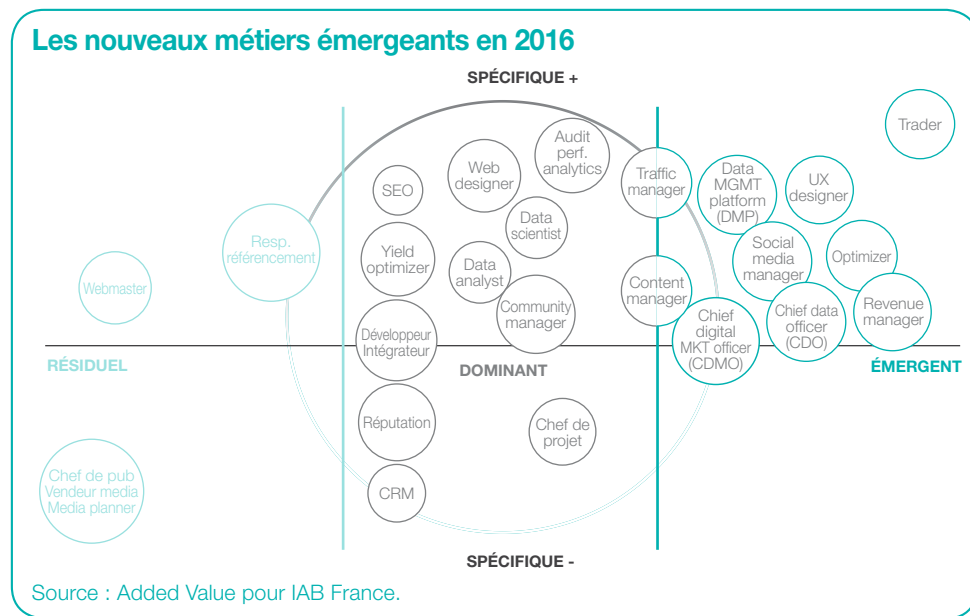 Les nouveaux métiers émergeants en 2016
SPÉCIFIQUE +
Trader
Audit
perf.
analytics
Web
designer
SEO
Traffic
manager
Data
MGMT
platform
(DMP)
UX
designer
Data
scientist
Resp.
référencement
Yield
optimizer
Data
analyst
Social
media
manager
Optimizer
Webmaster
Community
manager
Content
manager
Chief
digital
MKT officer
(CDMO)
Chief data
officer
(CDO)
Revenue
manager
Développeur
Intégrateur
RÉSIDUEL
DOMINANT
ÉMERGENT
Réputation
Chef de
projet
Chef de pub
Vendeur media
Media planner
CRM
SPÉCIFIQUE -
Source : Added Value pour IAB France.